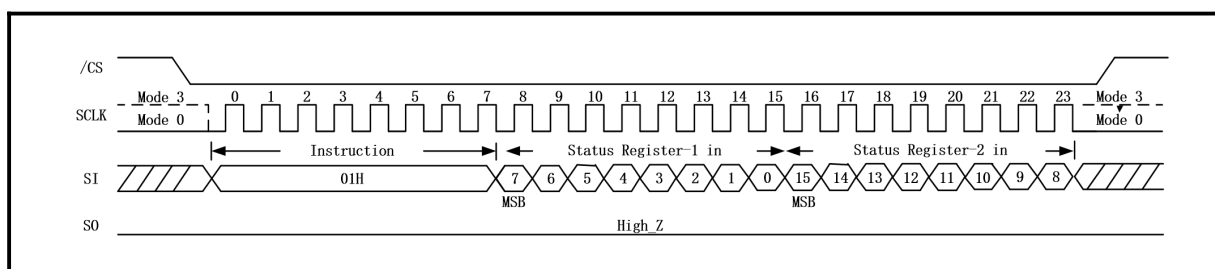 /CS
Mode 3 0 1 2 3 4 5 6 7 8 9 10 11 12 13 14 15 16 17 18 19 20 21 22 23 Mode 3
SCLK Mode 0 Mode 0
Instruction Status Register-1 in Status Register-2 in
SI 01H 7 6 5 4 3 2 1 0 15 14 13 12 11 10 9 8
MSB MSB
SO High_Z